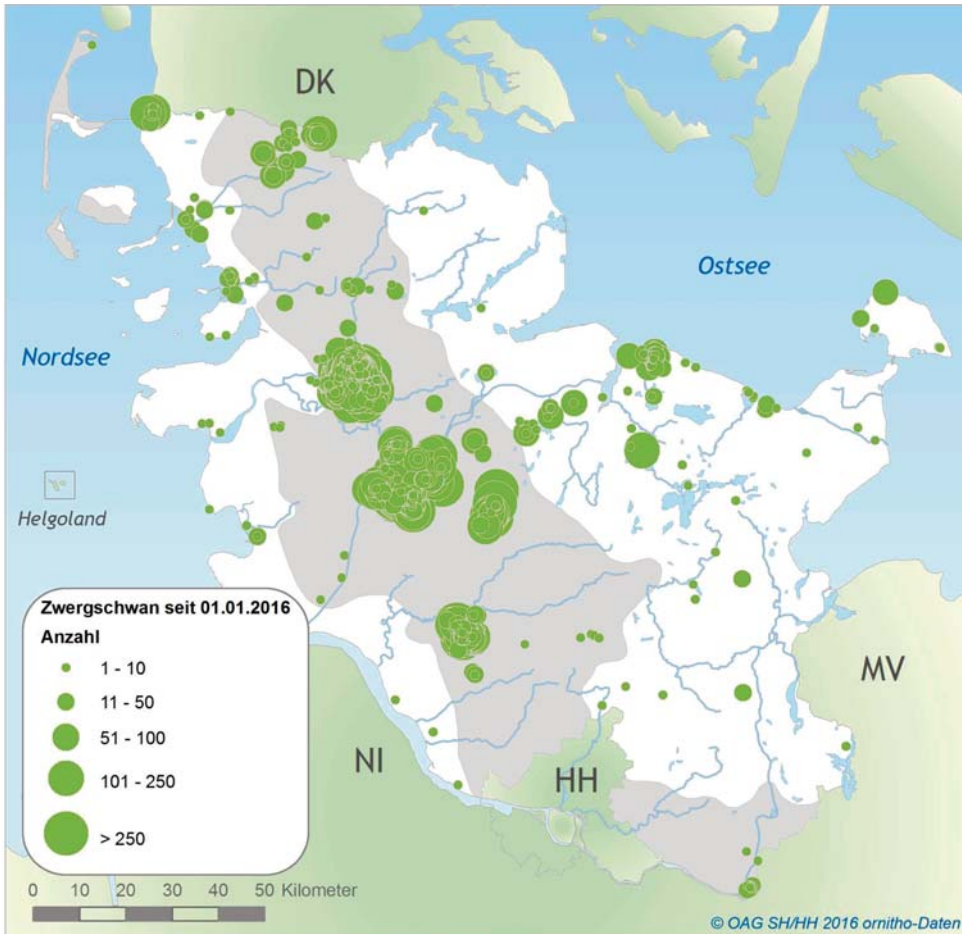 DK
Ostsee
Nordsee
Helgoland
Zwergschwan seit 01.01.2016
Anzahl
1 - 10
11 - 50
51 - 100
101 - 250
> 250
MV
NI
HH
0 10 20 30 40 50 Kilometer
© OAG SH/HH 2016 ornitho-Daten